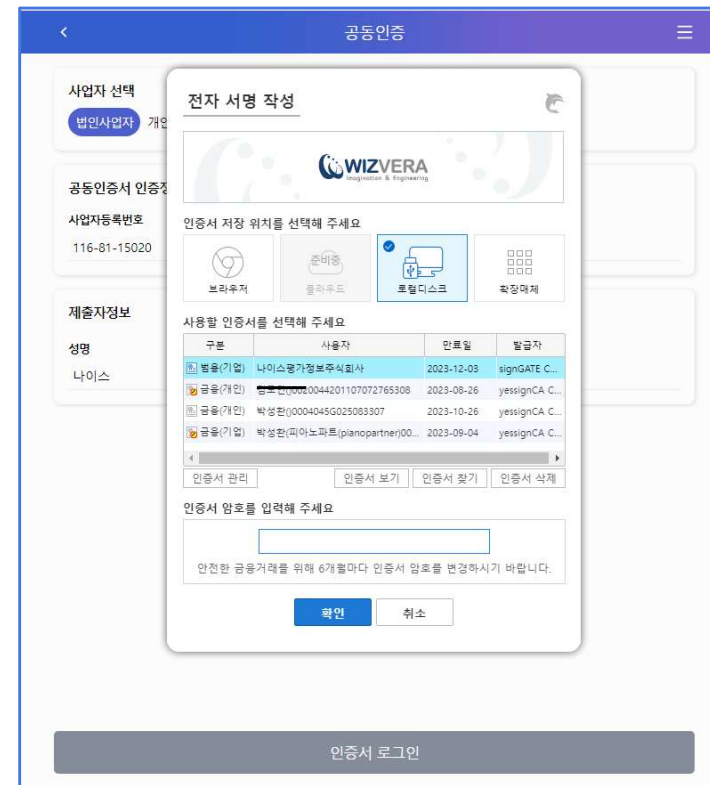 공동인증
사업자 선택
법인사업자 개인
공동인증서 인증정
사업자등록번호
116-81-15020
제출자정보
성명
나이스
전자 서명 작성
WIZVERA
Imagination & Engineering
인증서 저장 위치를 선택해 주세요
브라우저
준비중
클라우드
로컬디스크
확장매체
사용할 인증서를 선택해 주세요
구분 사용자 만료일 발급자
범용(기업) 나이스평가정보주식회사 2023-12-03 signGATE C...
금융(개인) 2023-08-26 yessignCA C...
금융(개인) 박성환()0004045G025083307 2023-10-26 yessignCA C...
금융(기업) 박성환(피아노파트(pianopartner)00... 2023-09-04 yessignCA C...
인증서 관리 인증서 보기 인증서 찾기 인증서 삭제
인증서 암호를 입력해 주세요
안전한 금융거래를 위해 6개월마다 인증서 암호를 변경하시기 바랍니다.
확인 취소
인증서 로그인